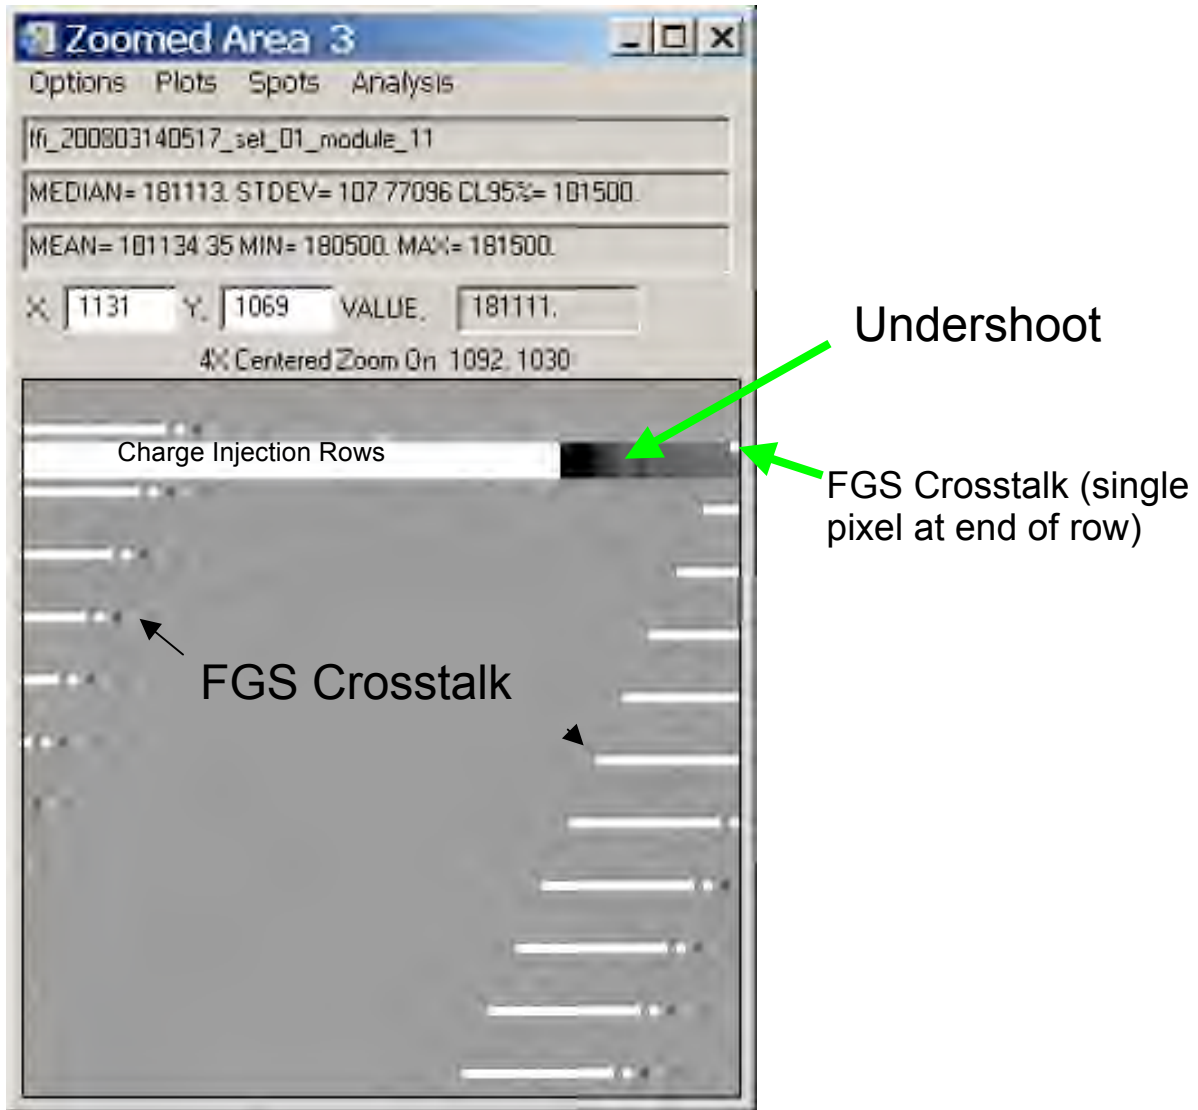 Zoomed Area 3
Options Plots Spots Analysis
tfi_200803140517_set_01_module_11
MEDIAN= 181113. STDEV= 107.77096 CL95%= 181500.
MEAN= 181134.35 MIN= 180500. MAX= 181500.
X, 1131 Y, 1069 VALUE, 181111.
4X Centered Zoom On 1092, 1030
Undershoot
Charge Injection Rows
FGS Crosstalk (single
pixel at end of row)
FGS Crosstalk